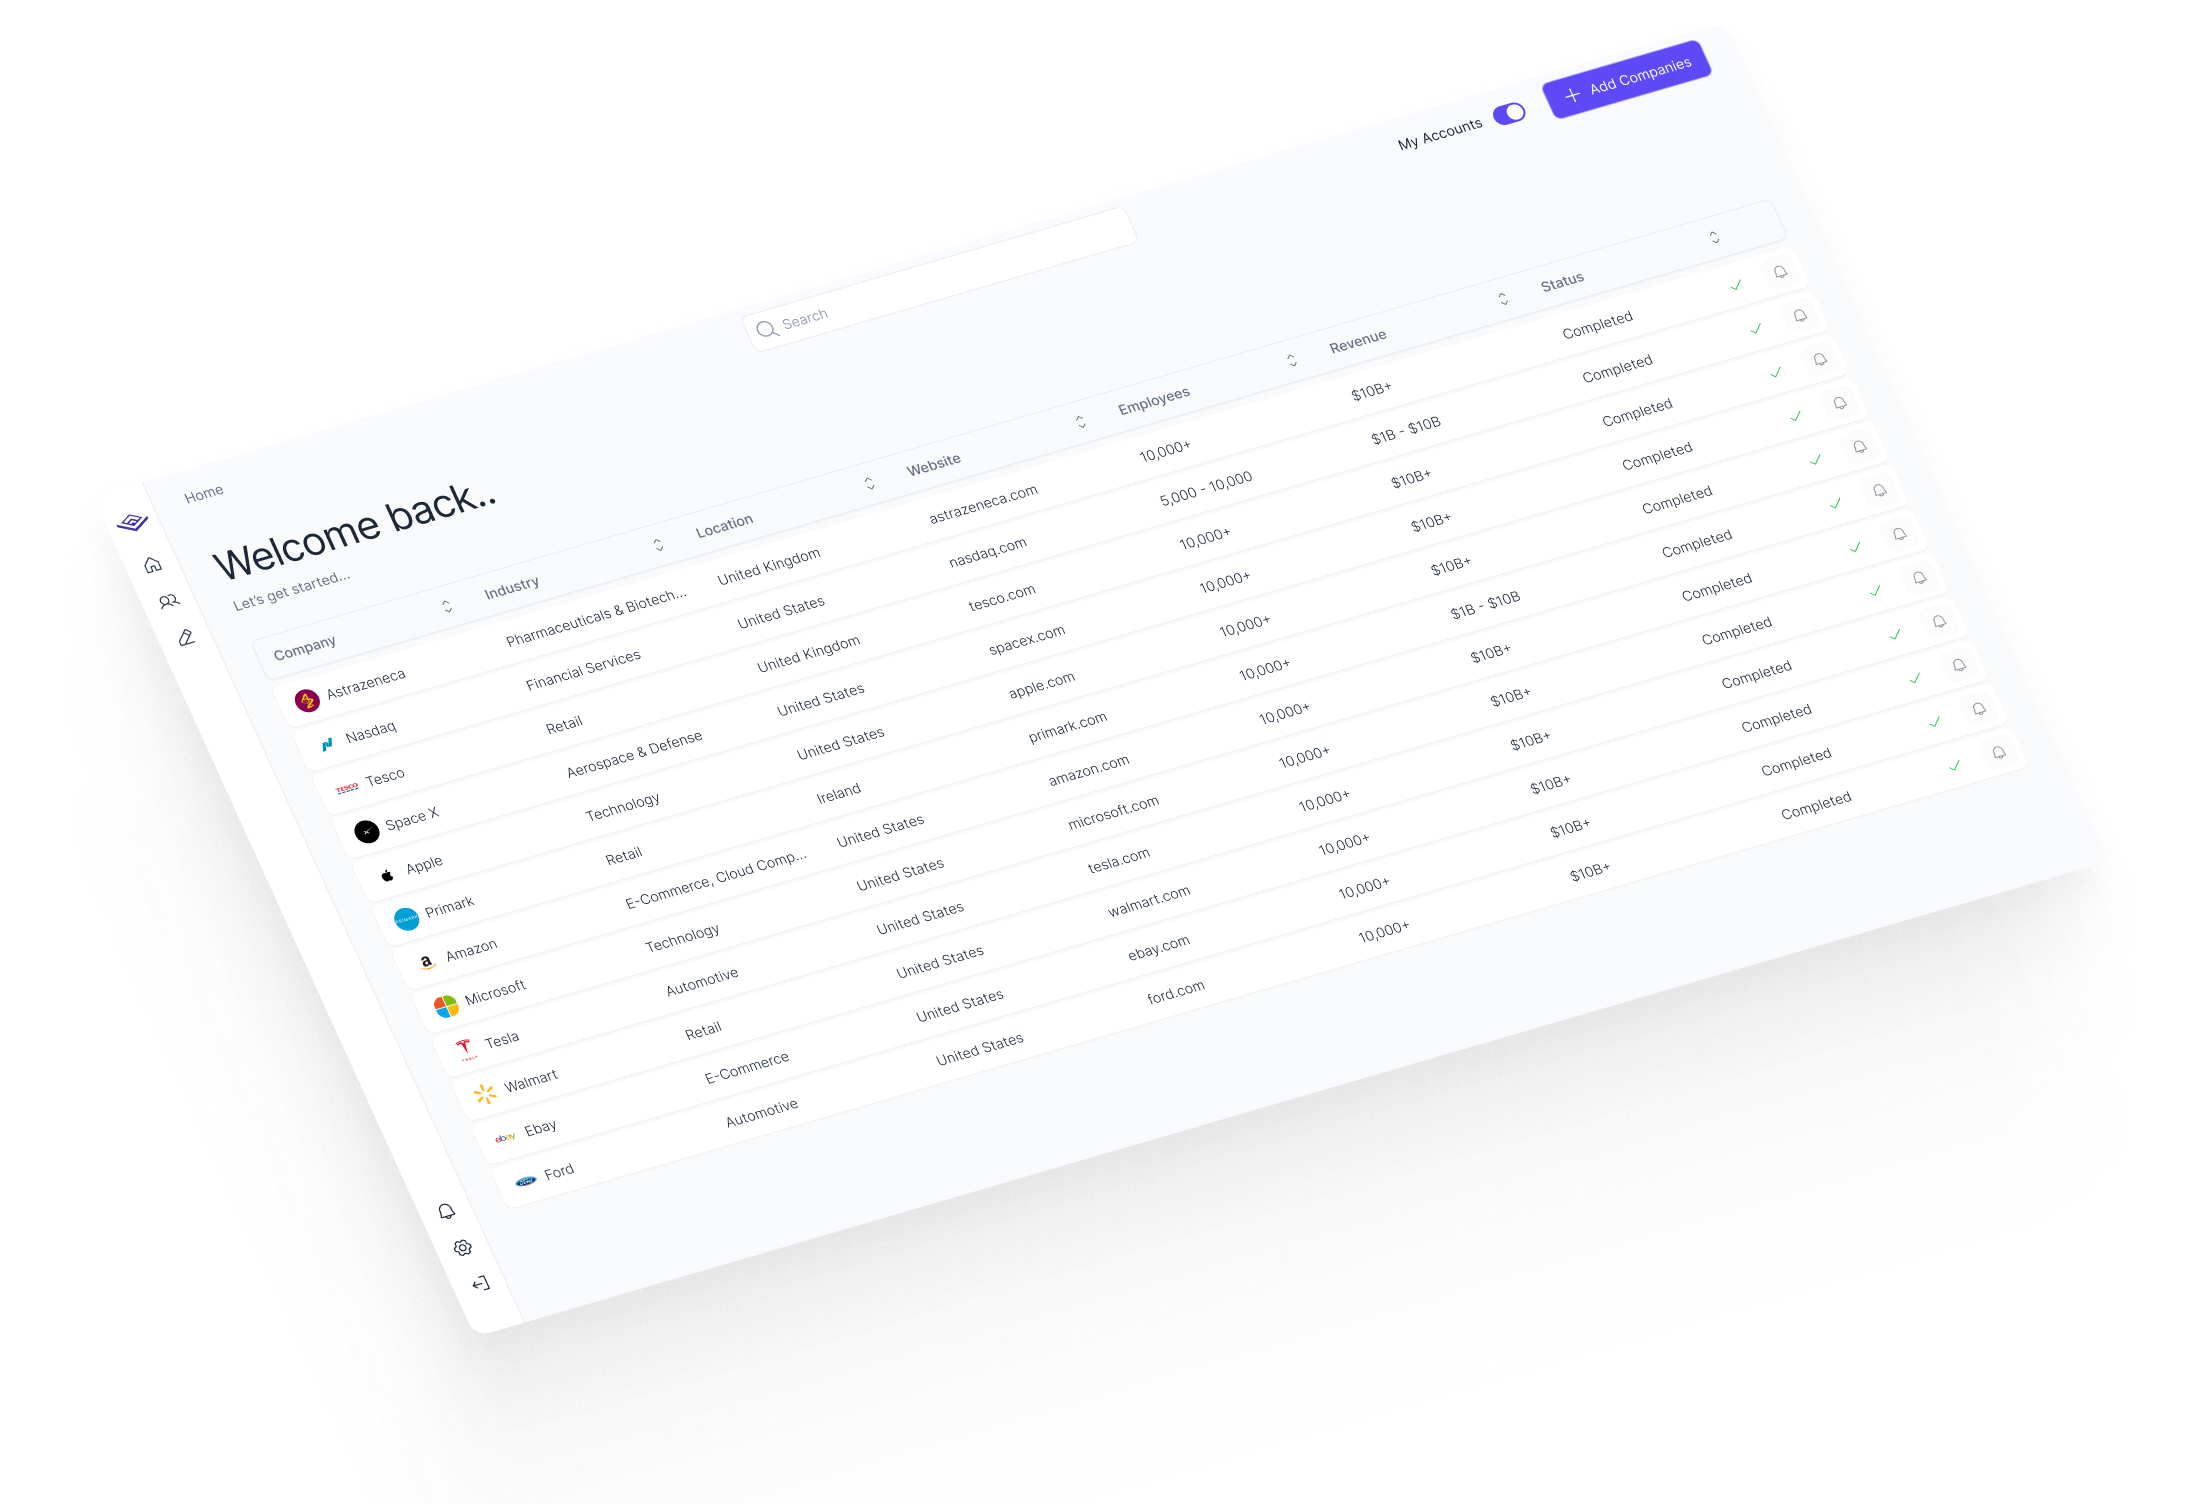 Home
My Accounts
Add Companies
Welcome back..
Let's get started...
Search
Company Industry Location Website Employees Revenue Status
Astrazeneca Pharmaceuticals & Biotech... United Kingdom astrazeneca.com 10,000+ $10B+ Completed
Nasdaq Financial Services United States nasdaq.com 5,000 - 10,000 $1B - $10B Completed
TESCO Tesco Retail United Kingdom tesco.com 10,000+ $10B+ Completed
Space X Aerospace & Defense United States spacex.com 10,000+ $10B+ Completed
Apple Technology United States apple.com 10,000+ $10B+ Completed
PRIMARK Primark Retail Ireland primark.com 10,000+ $1B - $10B Completed
a Amazon E-Commerce, Cloud Comp... United States amazon.com 10,000+ $10B+ Completed
Microsoft Technology United States microsoft.com 10,000+ $10B+ Completed
TESLA Tesla Automotive United States tesla.com 10,000+ $10B+ Completed
Walmart Retail United States walmart.com 10,000+ $10B+ Completed
ebay Ebay E-Commerce United States ebay.com 10,000+ $10B+ Completed
Ford Ford Automotive United States ford.com 10,000+ $10B+ Completed